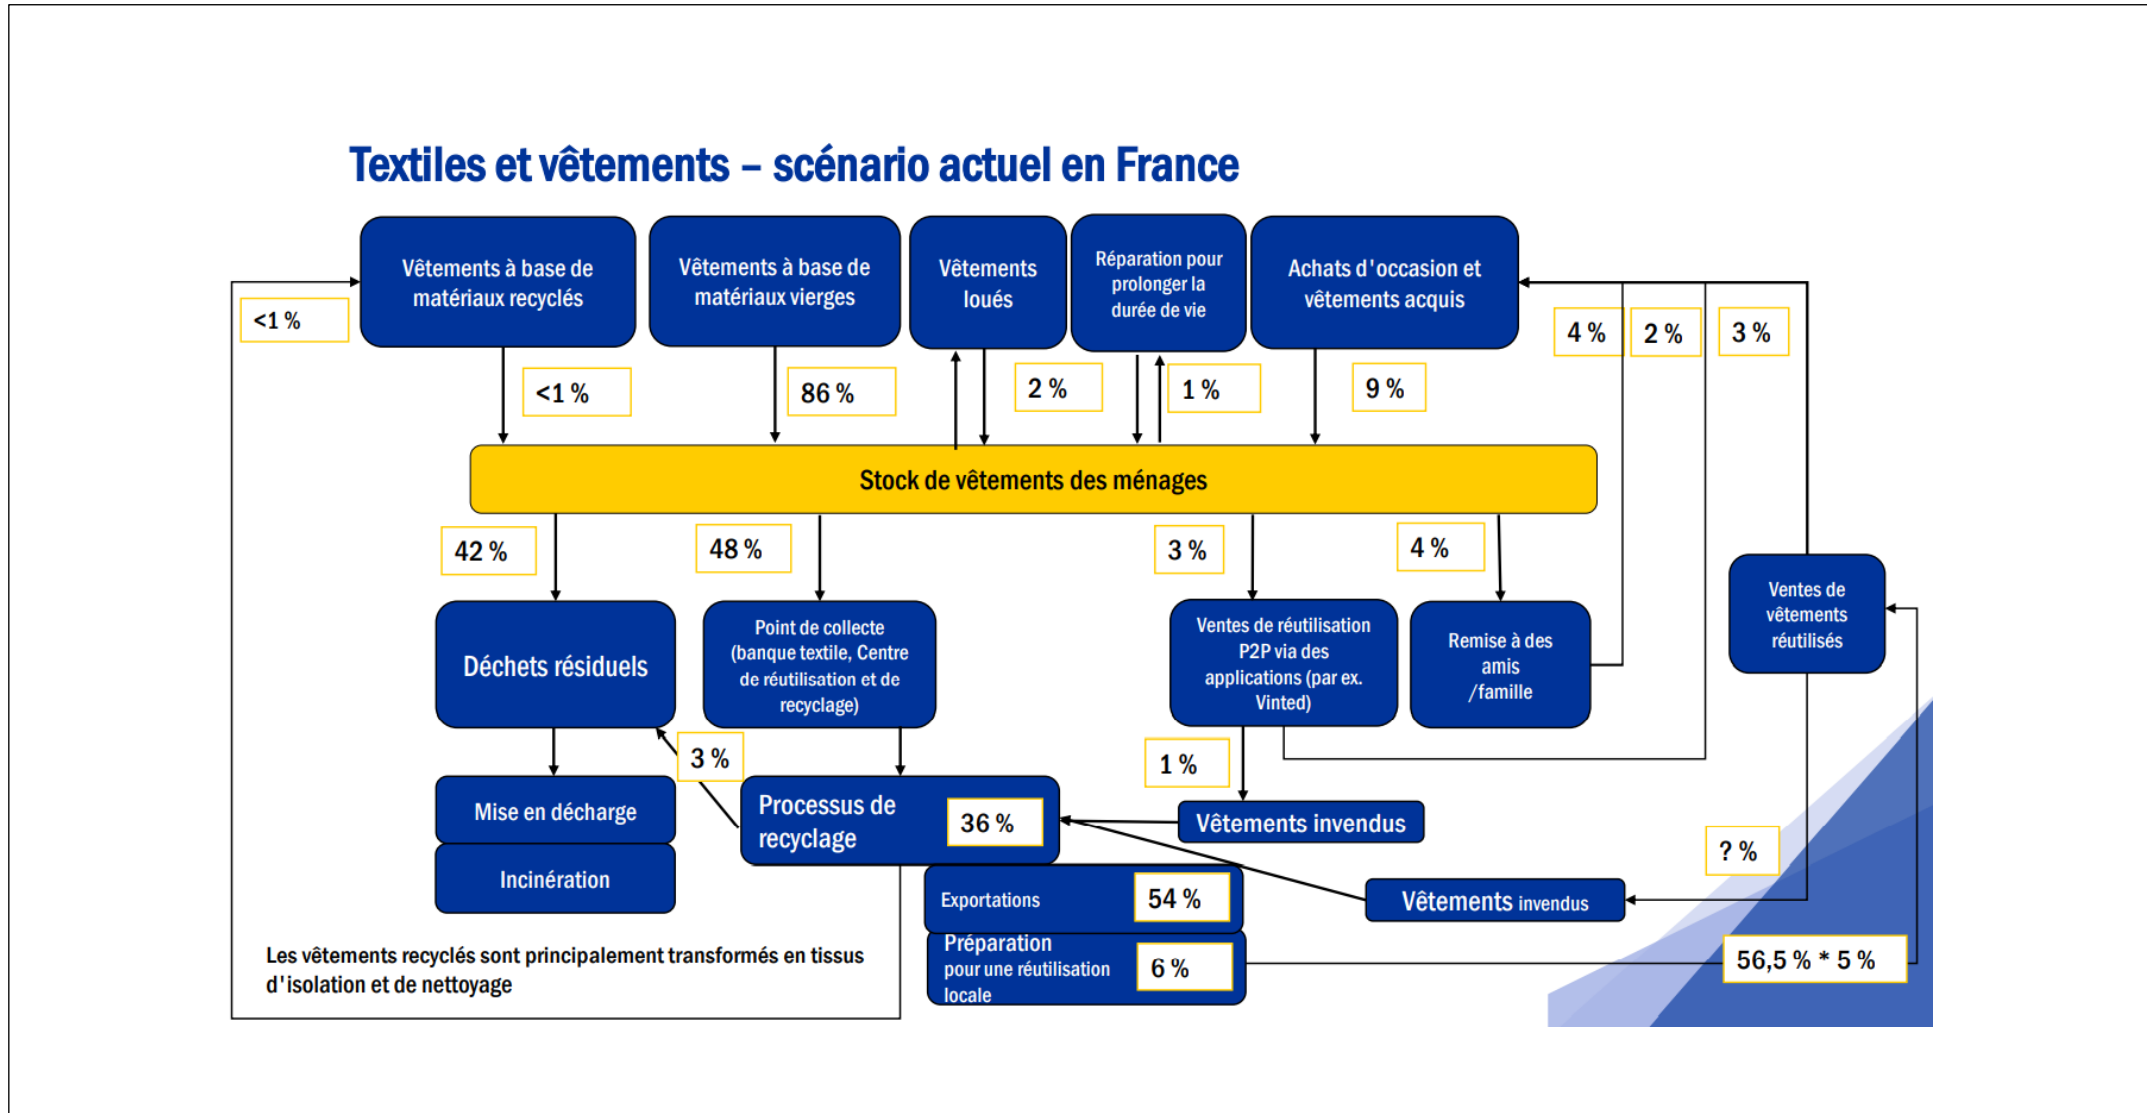 Textiles et vêtements – scénario actuel en France
Vêtements à base de
matériaux recyclés
Vêtements à base de
matériaux vierges
Vêtements
loués
Réparation pour
prolonger la
durée de vie
Achats d'occasion et
vêtements acquis
<1 %
4 %
2 %
3 %
<1 %
86 %
2 %
1 %
9 %
Stock de vêtements des ménages
42 %
48 %
3 %
4 %
Déchets résiduels
Point de collecte
(banque textile, Centre
de réutilisation et de
recyclage)
Ventes de réutilisation
P2P via des
applications (par ex.
Vinted)
Remise à des
amis
/famille
Ventes de
vêtements
réutilisés
3 %
1 %
Mise en décharge
Incinération
Processus de
recyclage
36 %
Vêtements invendus
? %
Exportations
54 %
Vêtements invendus
Préparation
pour une réutilisation
locale
6 %
56,5 % * 5 %
Les vêtements recyclés sont principalement transformés en tissus
d'isolation et de nettoyage